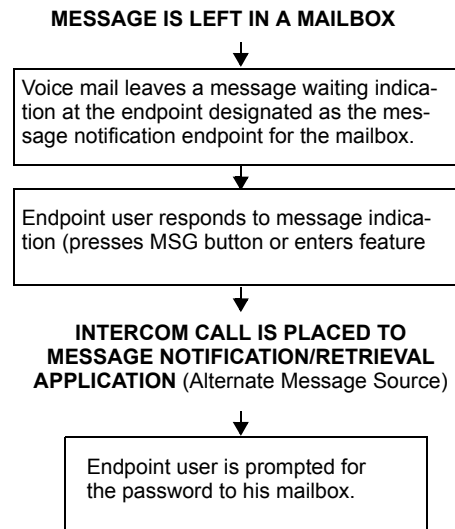 MESSAGE IS LEFT IN A MAILBOX
Voice mail leaves a message waiting indica-
tion at the endpoint designated as the mes-
sage notification endpoint for the mailbox.
Endpoint user responds to message indica-
tion (presses MSG button or enters feature
INTERCOM CALL IS PLACED TO
MESSAGE NOTIFICATION/RETRIEVAL
APPLICATION (Alternate Message Source)
Endpoint user is prompted for
the password to his mailbox.